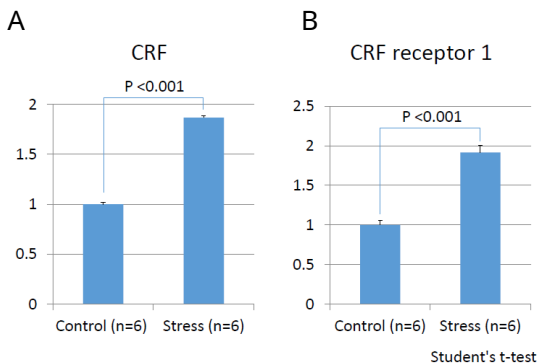 A
CRF
P <0.001
2
1.5
1
0.5
0
Control (n=6) Stress (n=6)
B
CRF receptor 1
P <0.001
2.5
2
1.5
1
0.5
0
Control (n=6) Stress (n=6)
Student's t-test